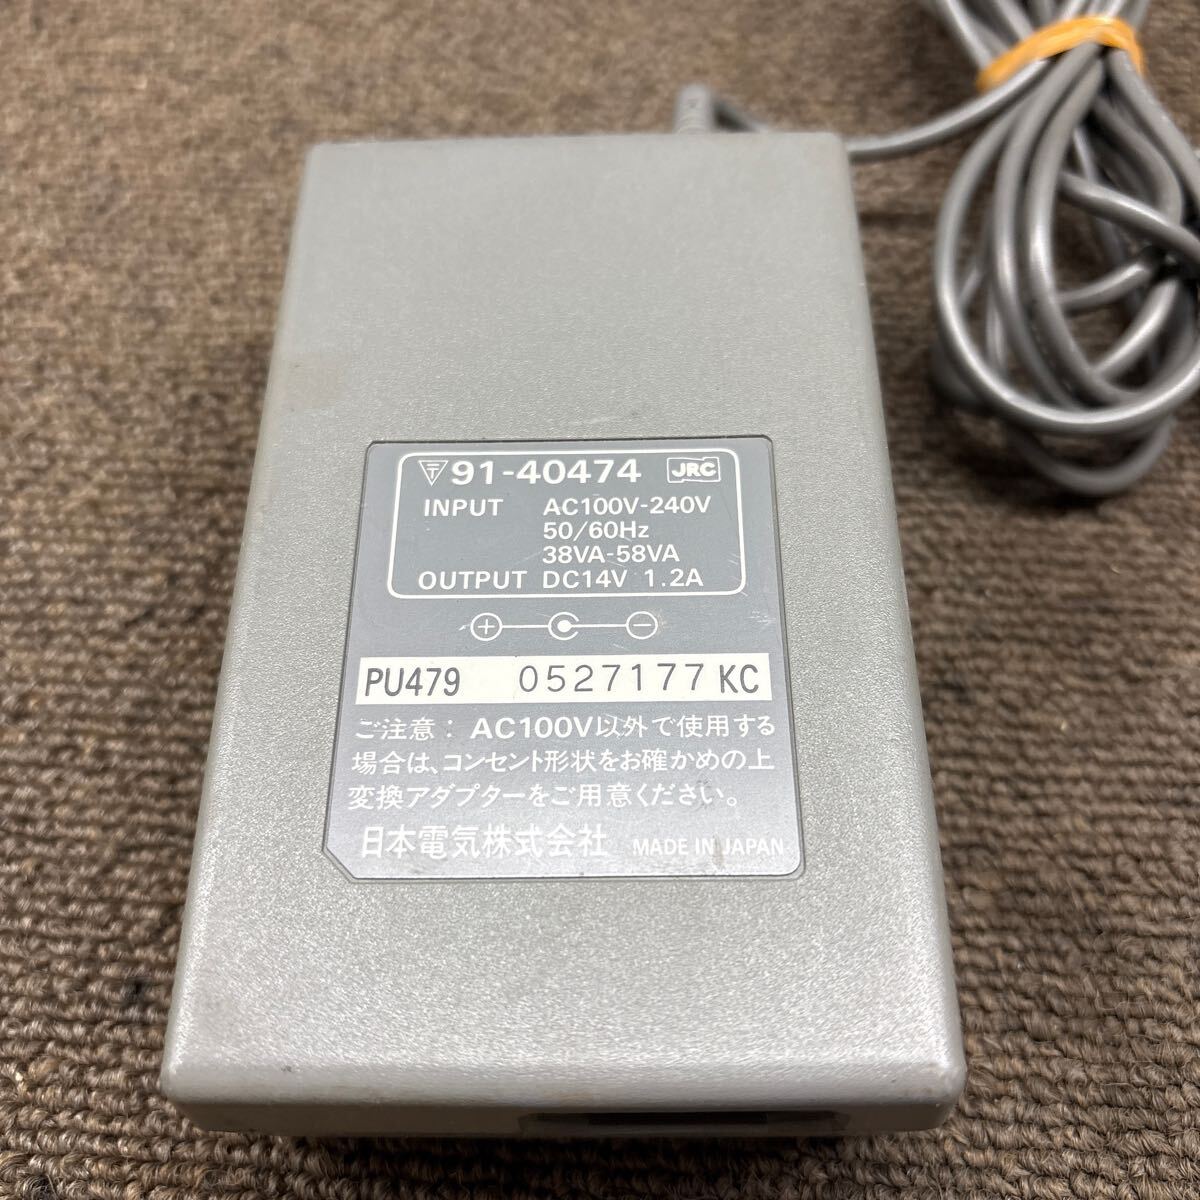 〒91-40474 JRC
INPUT AC100V-240V
50/60Hz
38VA-58VA
OUTPUT DC14V 1.2A
+ −
PU479 0527177 KC
ご注意：AC100V以外で使用する
場合は、コンセント形状をお確かめの上
変換アダプターをご用意ください。
日本電気株式会社 MADE IN JAPAN